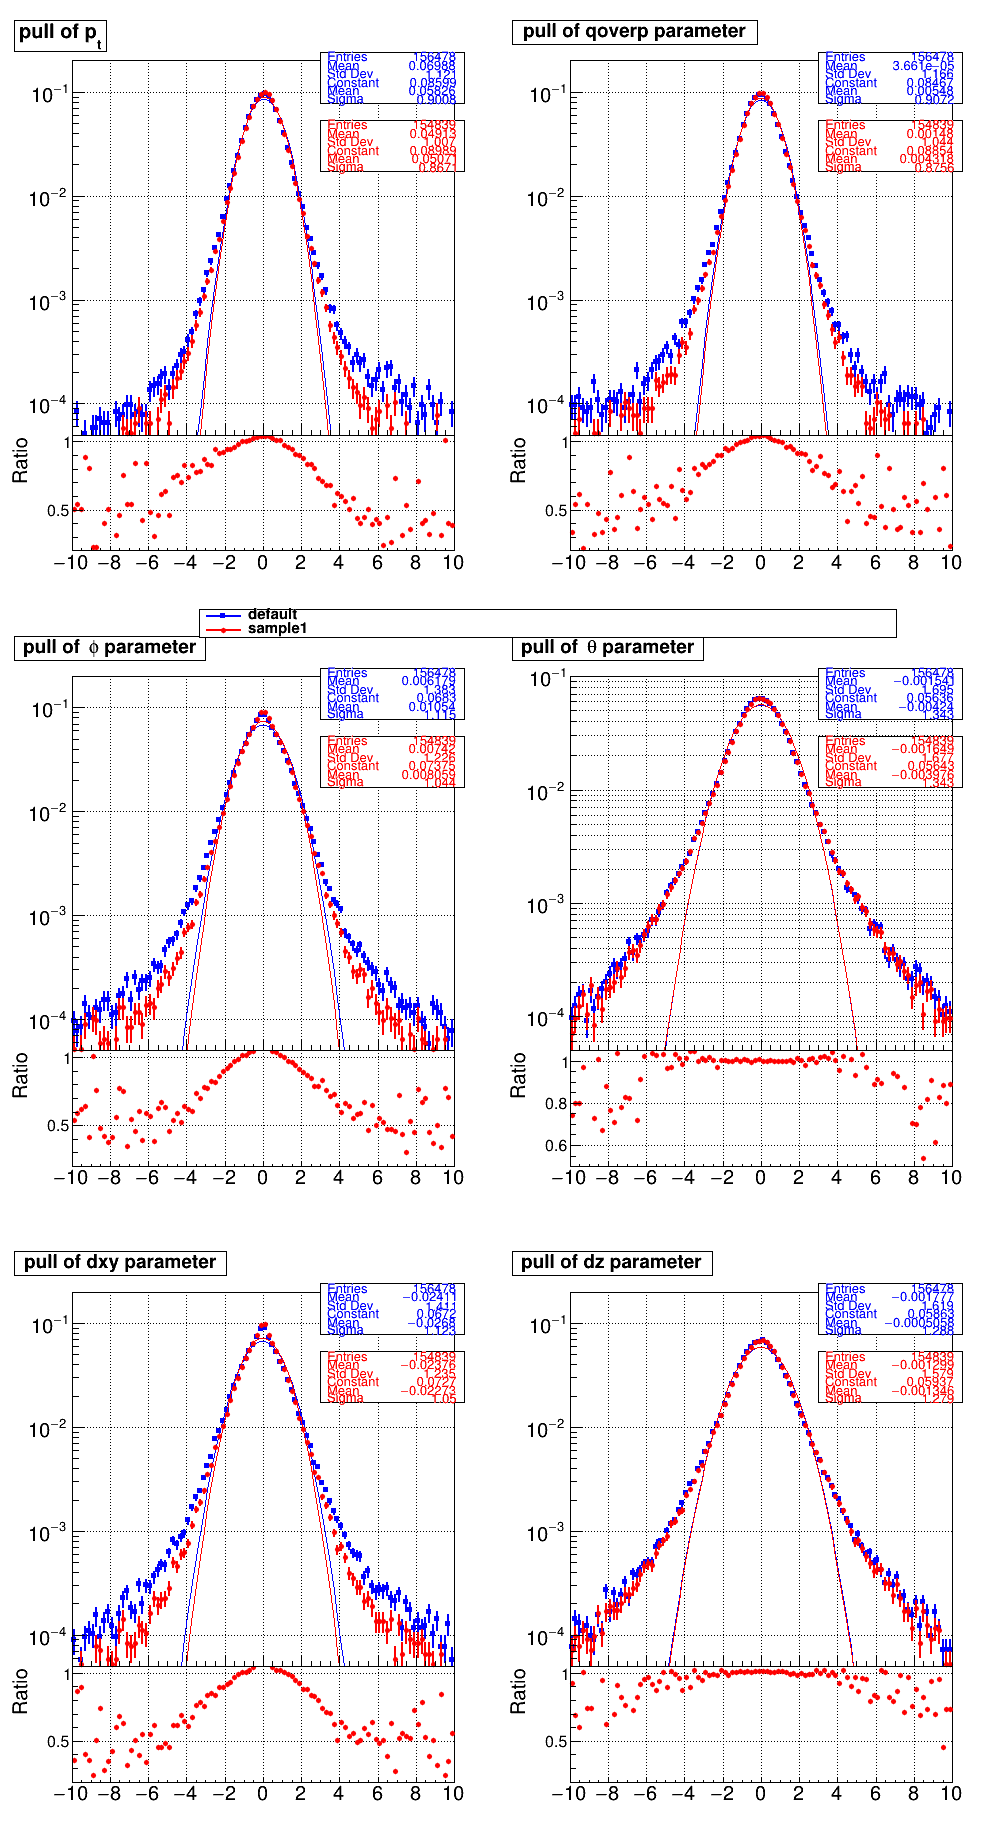 pull of pt
Entries 156478
Mean 0.06988
Std Dev 1.121
Constant 0.08599
Mean 0.05826
Sigma 0.9008
Entries 154839
Mean 0.04913
Std Dev 1.007
Constant 0.08989
Mean 0.05071
Sigma 0.8671
10−1
10−2
10−3
10−4
Ratio
1
0.5
−10 −8 −6 −4 −2 0 2 4 6 8 10
pull of qoverp parameter
Entries 156478
Mean 3.661e−05
Std Dev 1.166
Constant 0.08467
Mean 0.00548
Sigma 0.9072
Entries 154839
Mean 0.00148
Std Dev 1.044
Constant 0.08854
Mean 0.004318
Sigma 0.8756
10−1
10−2
10−3
10−4
Ratio
1
0.5
−10 −8 −6 −4 −2 0 2 4 6 8 10
default
sample1
pull of ϕ parameter
Entries 156478
Mean 0.006179
Std Dev 1.383
Constant 0.0683
Mean 0.01054
Sigma 1.115
Entries 154839
Mean 0.00742
Std Dev 1.226
Constant 0.07375
Mean 0.008059
Sigma 1.044
10−1
10−2
10−3
10−4
Ratio
1
0.5
−10 −8 −6 −4 −2 0 2 4 6 8 10
pull of θ parameter
Entries 156478
Mean −0.001541
Std Dev 1.695
Constant 0.05636
Mean −0.00424
Sigma 1.343
Entries 154839
Mean −0.001649
Std Dev 1.677
Constant 0.05643
Mean −0.003976
Sigma 1.343
10−1
10−2
10−3
10−4
Ratio
1
0.8
0.6
−10 −8 −6 −4 −2 0 2 4 6 8 10
pull of dxy parameter
Entries 156478
Mean −0.02411
Std Dev 1.411
Constant 0.0672
Mean −0.0268
Sigma 1.123
Entries 154839
Mean −0.02376
Std Dev 1.235
Constant 0.0727
Mean −0.02273
Sigma 1.05
10−1
10−2
10−3
10−4
Ratio
1
0.5
−10 −8 −6 −4 −2 0 2 4 6 8 10
pull of dz parameter
Entries 156478
Mean −0.001777
Std Dev 1.619
Constant 0.05863
Mean −0.0005058
Sigma 1.288
Entries 154839
Mean −0.001299
Std Dev 1.579
Constant 0.05937
Mean −0.001346
Sigma 1.279
10−1
10−2
10−3
10−4
Ratio
1
0.5
−10 −8 −6 −4 −2 0 2 4 6 8 10